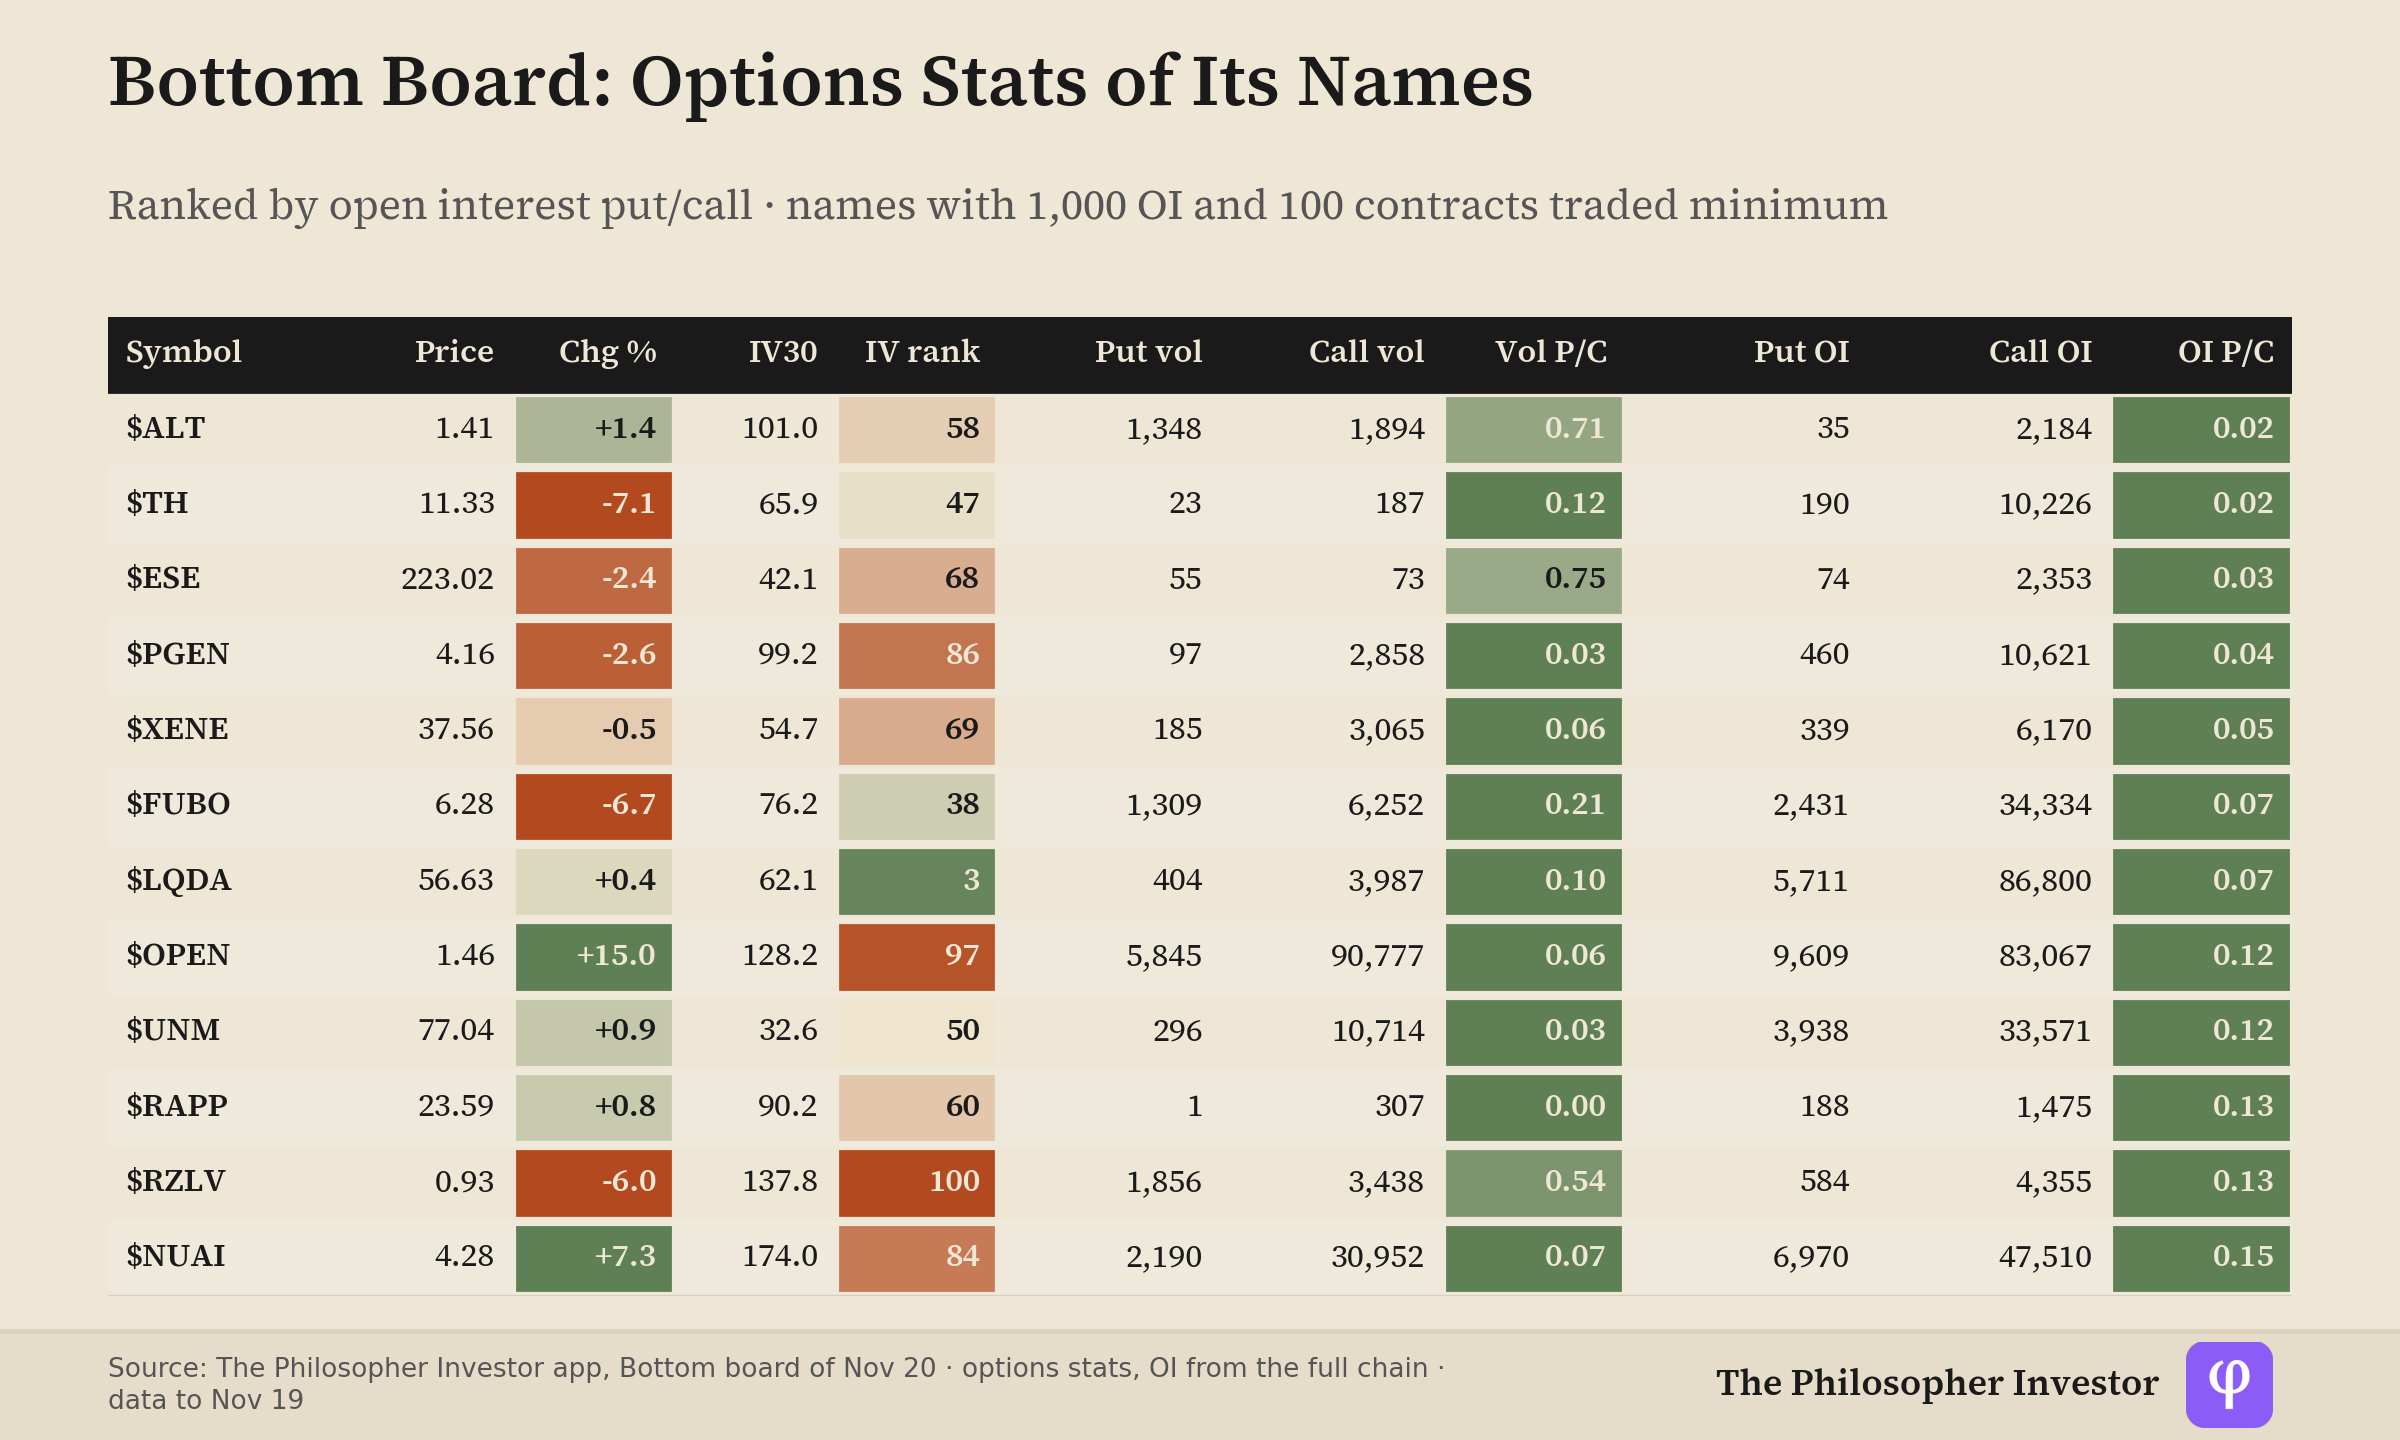 Bottom Board: Options Stats of Its Names
Ranked by open interest put/call · names with 1,000 OI and 100 contracts traded minimum
Symbol Price Chg % IV30 IV rank Put vol Call vol Vol P/C Put OI Call OI OI P/C
$ALT 1.41 +1.4 101.0 58 1,348 1,894 0.71 35 2,184 0.02
$TH 11.33 -7.1 65.9 47 23 187 0.12 190 10,226 0.02
$ESE 223.02 -2.4 42.1 68 55 73 0.75 74 2,353 0.03
$PGEN 4.16 -2.6 99.2 86 97 2,858 0.03 460 10,621 0.04
$XENE 37.56 -0.5 54.7 69 185 3,065 0.06 339 6,170 0.05
$FUBO 6.28 -6.7 76.2 38 1,309 6,252 0.21 2,431 34,334 0.07
$LQDA 56.63 +0.4 62.1 3 404 3,987 0.10 5,711 86,800 0.07
$OPEN 1.46 +15.0 128.2 97 5,845 90,777 0.06 9,609 83,067 0.12
$UNM 77.04 +0.9 32.6 50 296 10,714 0.03 3,938 33,571 0.12
$RAPP 23.59 +0.8 90.2 60 1 307 0.00 188 1,475 0.13
$RZLV 0.93 -6.0 137.8 100 1,856 3,438 0.54 584 4,355 0.13
$NUAI 4.28 +7.3 174.0 84 2,190 30,952 0.07 6,970 47,510 0.15
Source: The Philosopher Investor app, Bottom board of Nov 20 · options stats, OI from the full chain ·
data to Nov 19
The Philosopher Investor φ